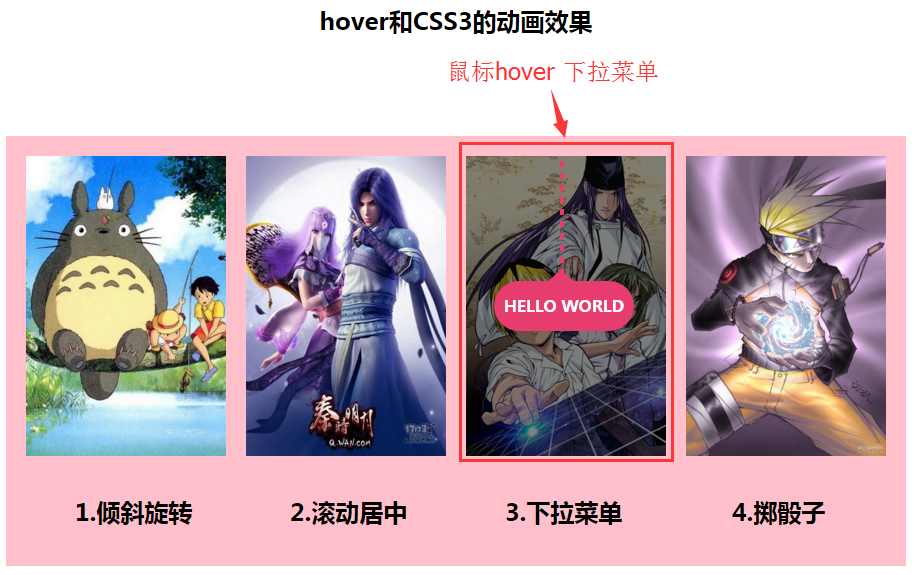 hover和CSS3的动画效果
鼠标hover 下拉菜单
HELLO WORLD
秦時明月
Q.WAN.COM
1.倾斜旋转
2.滚动居中
3.下拉菜单
4.掷骰子